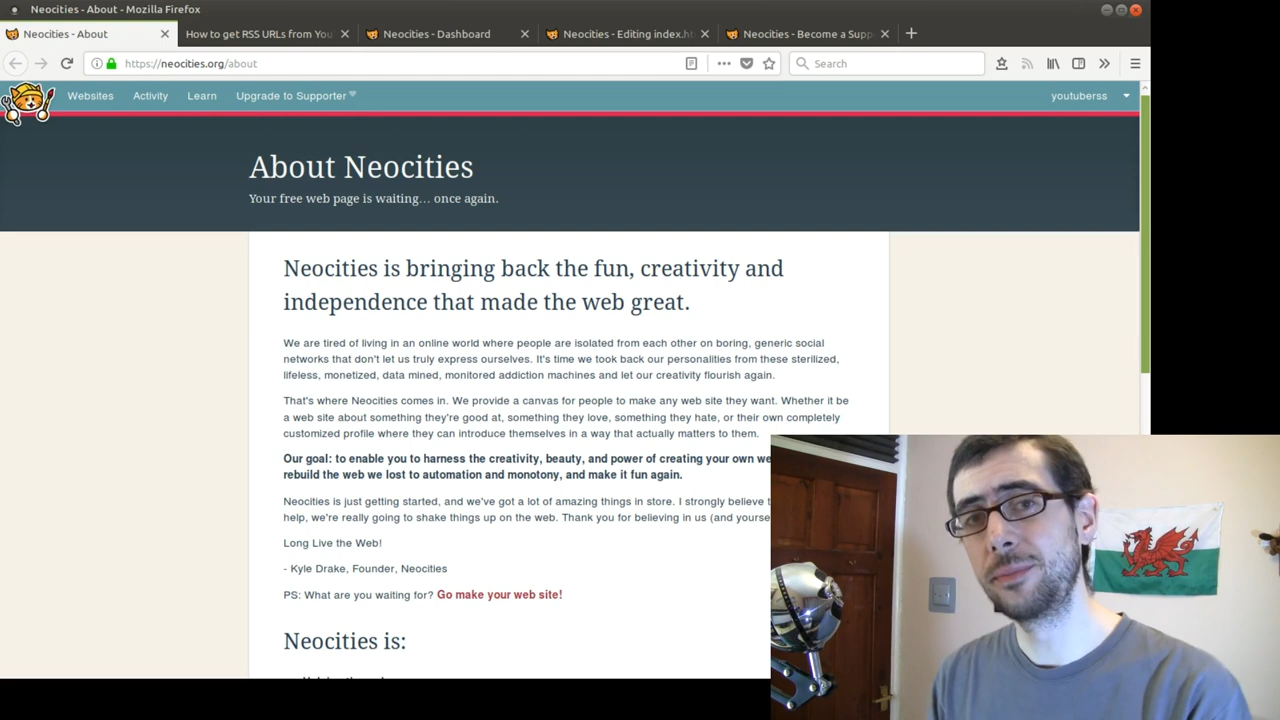 Neocities - About - Mozilla Firefox
Neocities - About
How to get RSS URLs from You
Neocities - Dashboard
Neocities - Editing index.ht
Neocities - Become a Supp
https://neocities.org/about
Search
Websites
Activity
Learn
Upgrade to Supporter
youtuberss
About Neocities
Your free web page is waiting… once again.
Neocities is bringing back the fun, creativity and
independence that made the web great.
We are tired of living in an online world where people are isolated from each other on boring, generic social
networks that don't let us truly express ourselves. It's time we took back our personalities from these sterilized,
lifeless, monetized, data mined, monitored addiction machines and let our creativity flourish again.
That's where Neocities comes in. We provide a canvas for people to make any web site they want. Whether it be
a web site about something they're good at, something they love, something they hate, or their own completely
customized profile where they can introduce themselves in a way that actually matters to them.
Our goal: to enable you to harness the creativity, beauty, and power of creating your own we
rebuild the web we lost to automation and monotony, and make it fun again.
Neocities is just getting started, and we've got a lot of amazing things in store. I strongly believe t
help, we're really going to shake things up on the web. Thank you for believing in us (and yourse
Long Live the Web!
- Kyle Drake, Founder, Neocities
PS: What are you waiting for? Go make your web site!
Neocities is: